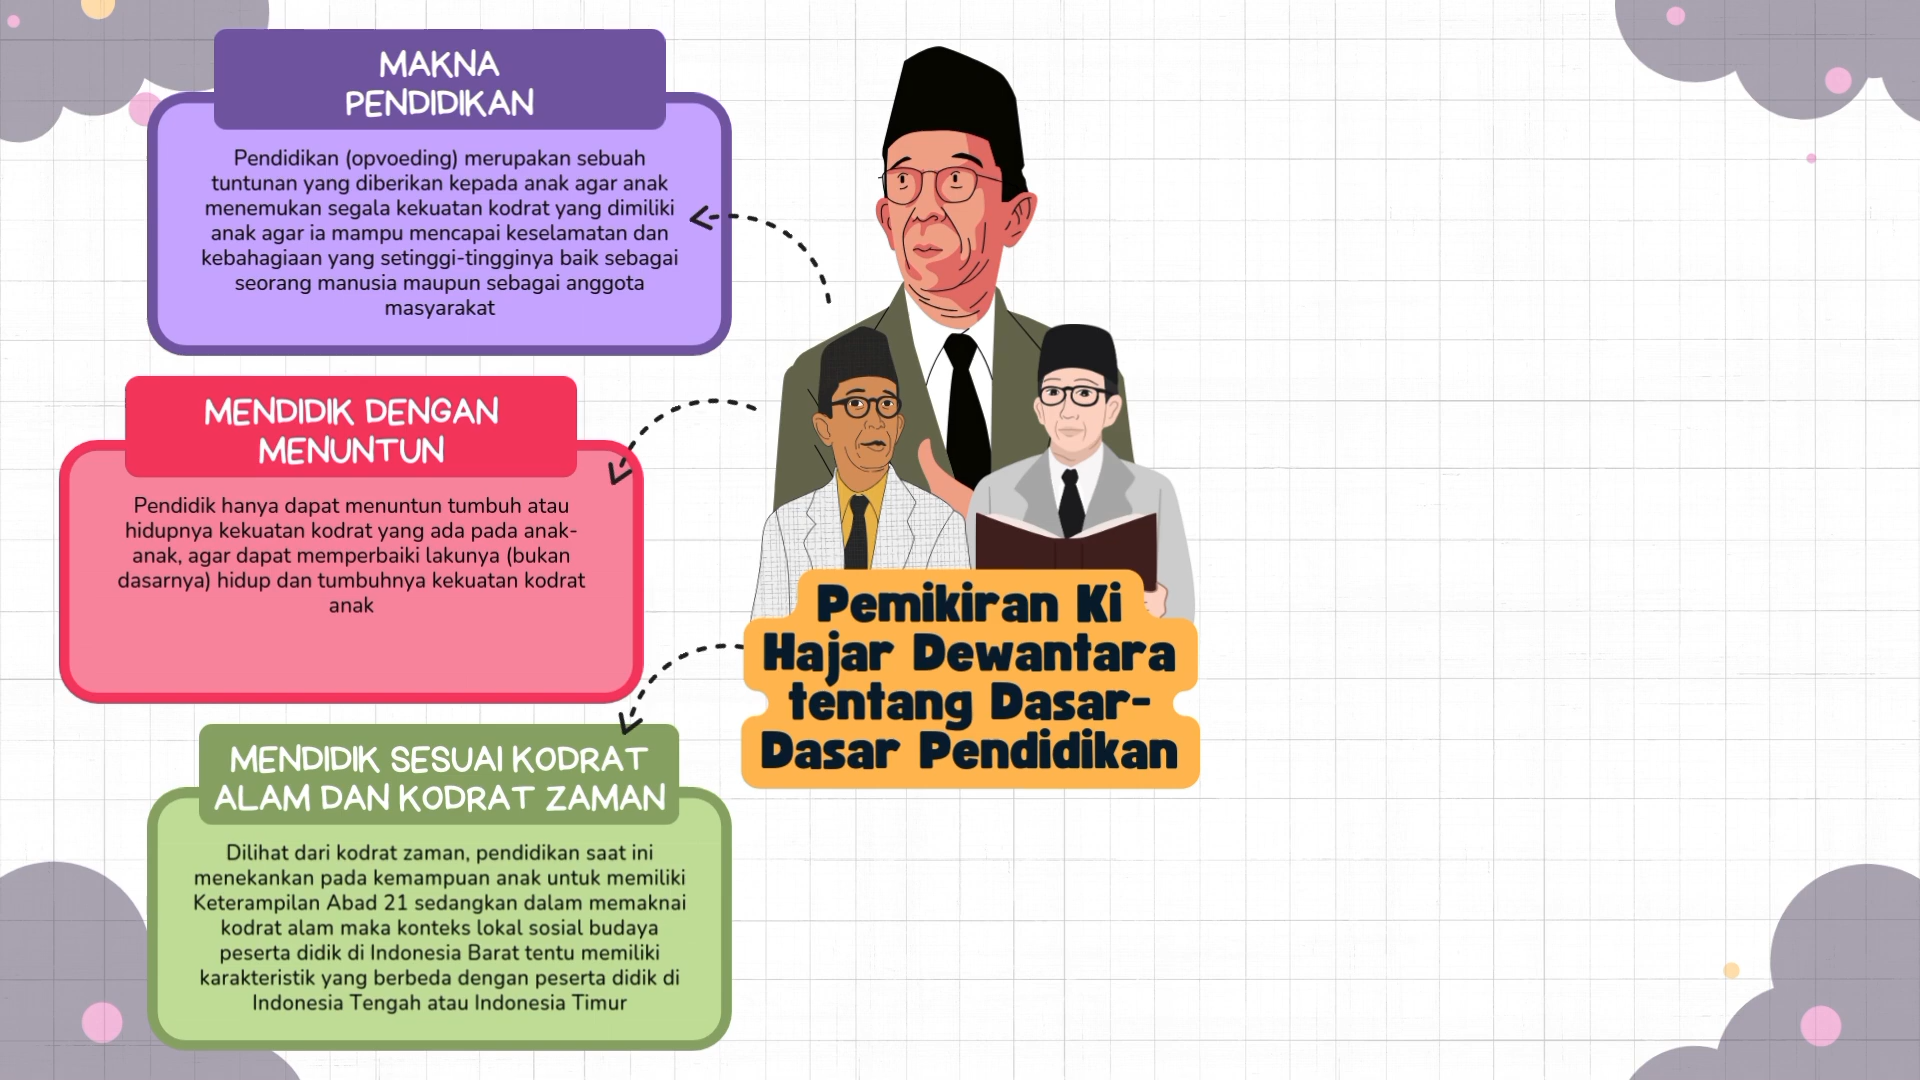 MAKNA
PENDIDIKAN
Pendidikan (opvoeding) merupakan sebuah
tuntunan yang diberikan kepada anak agar anak
menemukan segala kekuatan kodrat yang dimiliki
anak agar ia mampu mencapai keselamatan dan
kebahagiaan yang setinggi-tingginya baik sebagai
seorang manusia maupun sebagai anggota
masyarakat
MENDIDIK DENGAN
MENUNTUN
Pendidik hanya dapat menuntun tumbuh atau
hidupnya kekuatan kodrat yang ada pada anak-
anak, agar dapat memperbaiki lakunya (bukan
dasarnya) hidup dan tumbuhnya kekuatan kodrat
anak
MENDIDIK SESUAI KODRAT
ALAM DAN KODRAT ZAMAN
Dilihat dari kodrat zaman, pendidikan saat ini
menekankan pada kemampuan anak untuk memiliki
Keterampilan Abad 21 sedangkan dalam memaknai
kodrat alam maka konteks lokal sosial budaya
peserta didik di Indonesia Barat tentu memiliki
karakteristik yang berbeda dengan peserta didik di
Indonesia Tengah atau Indonesia Timur
Pemikiran Ki
Hajar Dewantara
tentang Dasar-
Dasar Pendidikan